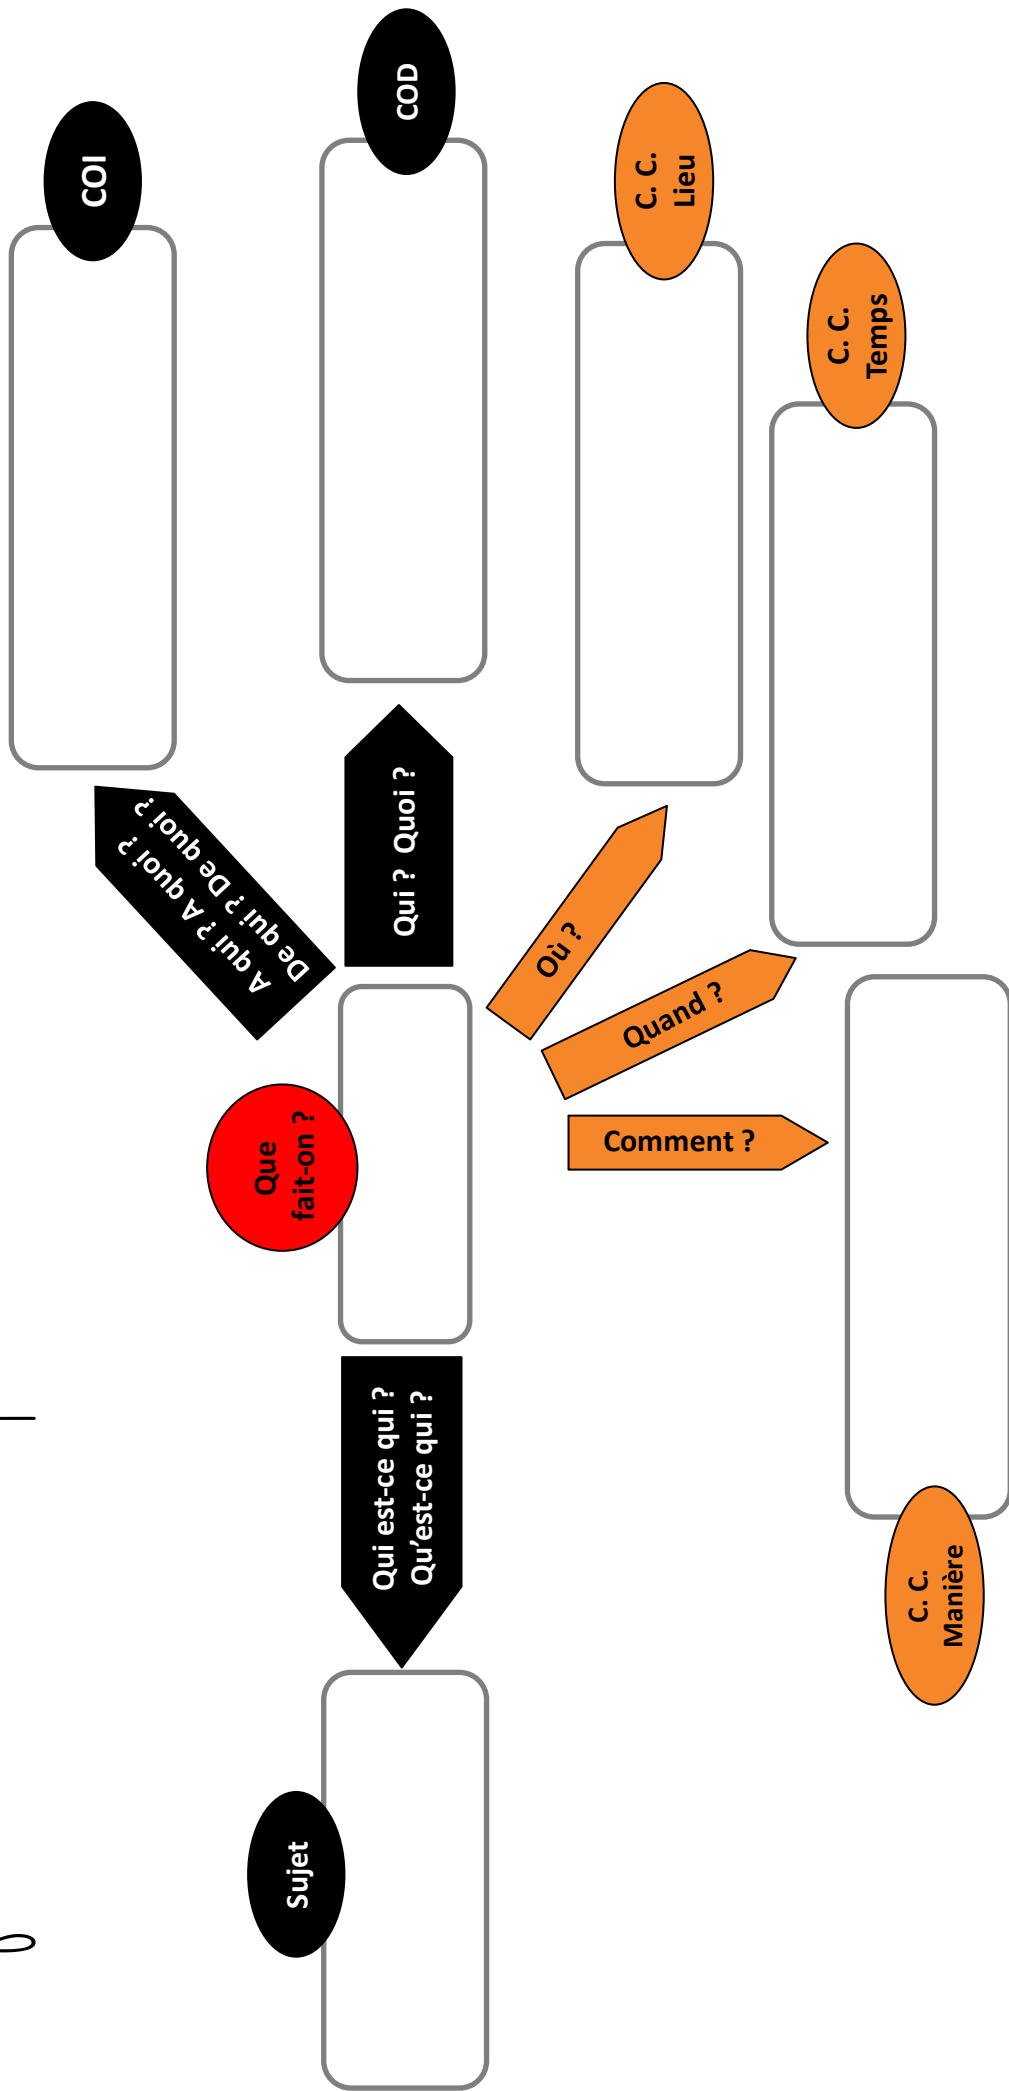 COI
COD
A qui ? A quoi ?
De qui ? De quoi ?
Que
fait-on ?
Qui ? Quoi ?
Sujet
Qui est-ce qui ?
Qu’est-ce qui ?
Où ?
C. C.
Lieu
Quand ?
C. C.
Temps
Comment ?
C. C.
Manière